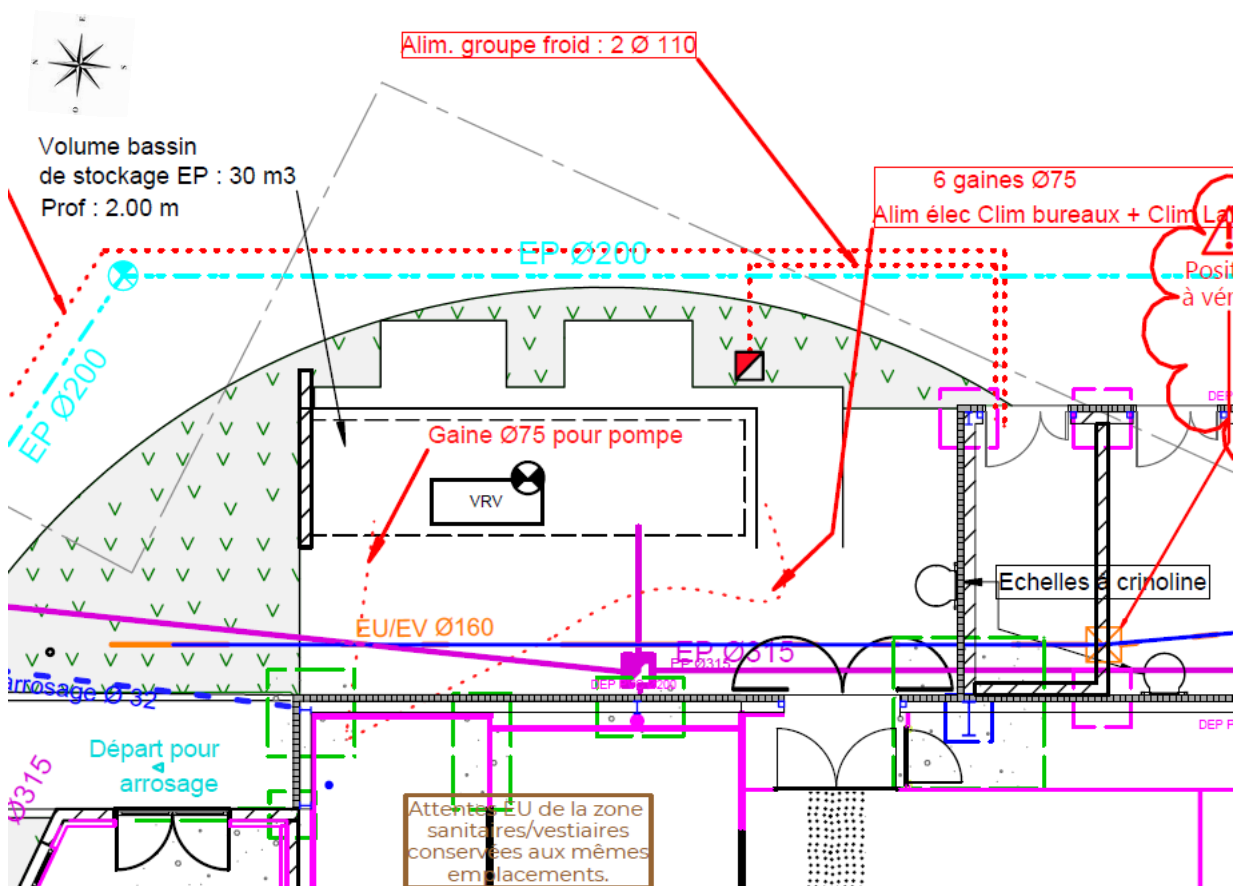 Alim. groupe froid : 2 Ø 110
Volume bassin
de stockage EP : 30 m3
Prof : 2.00 m
6 gaines Ø75
Alim élec Clim bureaux + Clim
EP Ø200
EP Ø200
Gaine Ø75 pour pompe
VRV
Echelles à crinoline
EU/EV Ø160
EP Ø315
EP Ø315
DEP
arrosage Ø 32
DEP
Départ pour
arrosage
Ø315
DEP P
Attentes EU de la zone
sanitaires/vestiaires
conservées aux mêmes
emplacements.